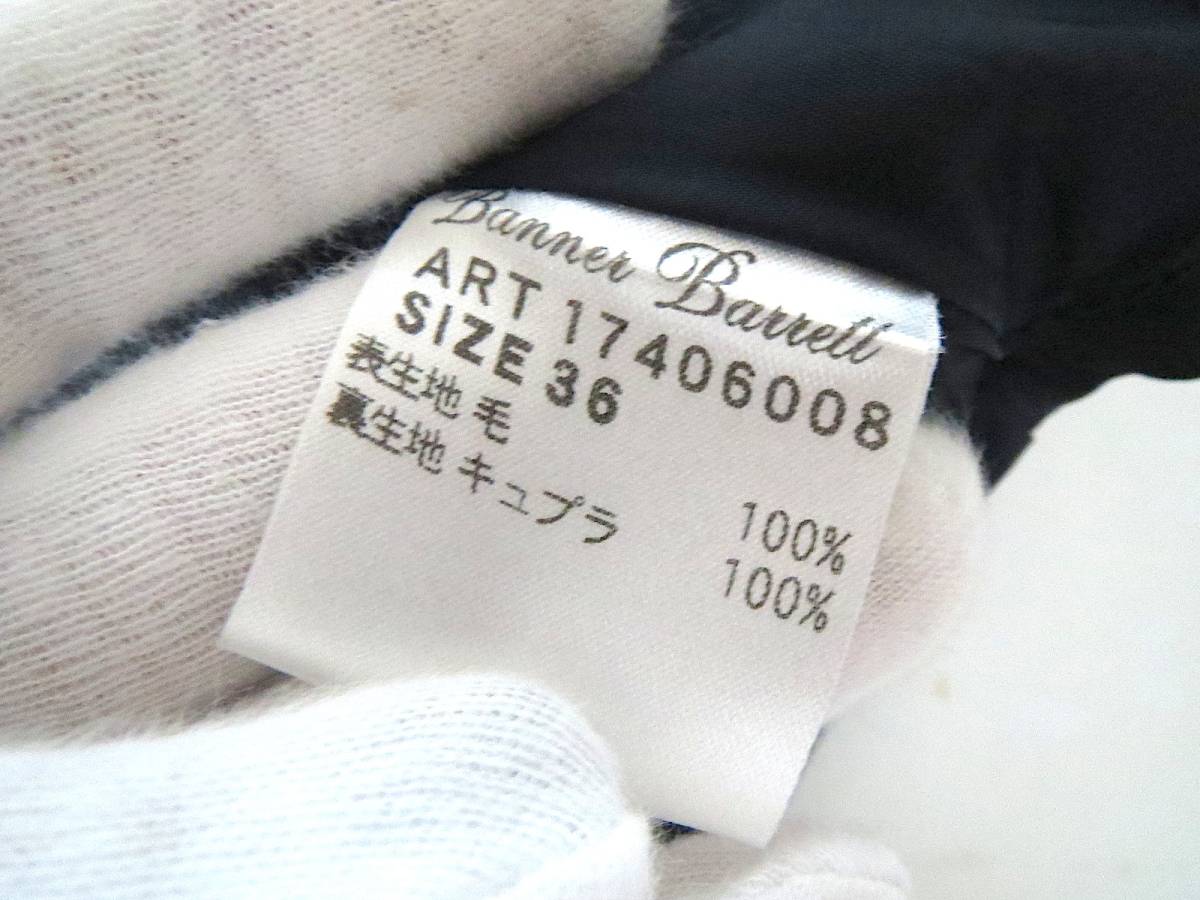 Banner Barrett
ART 17406008
SIZE 36
表生地 毛 100%
裏生地 キュプラ 100%